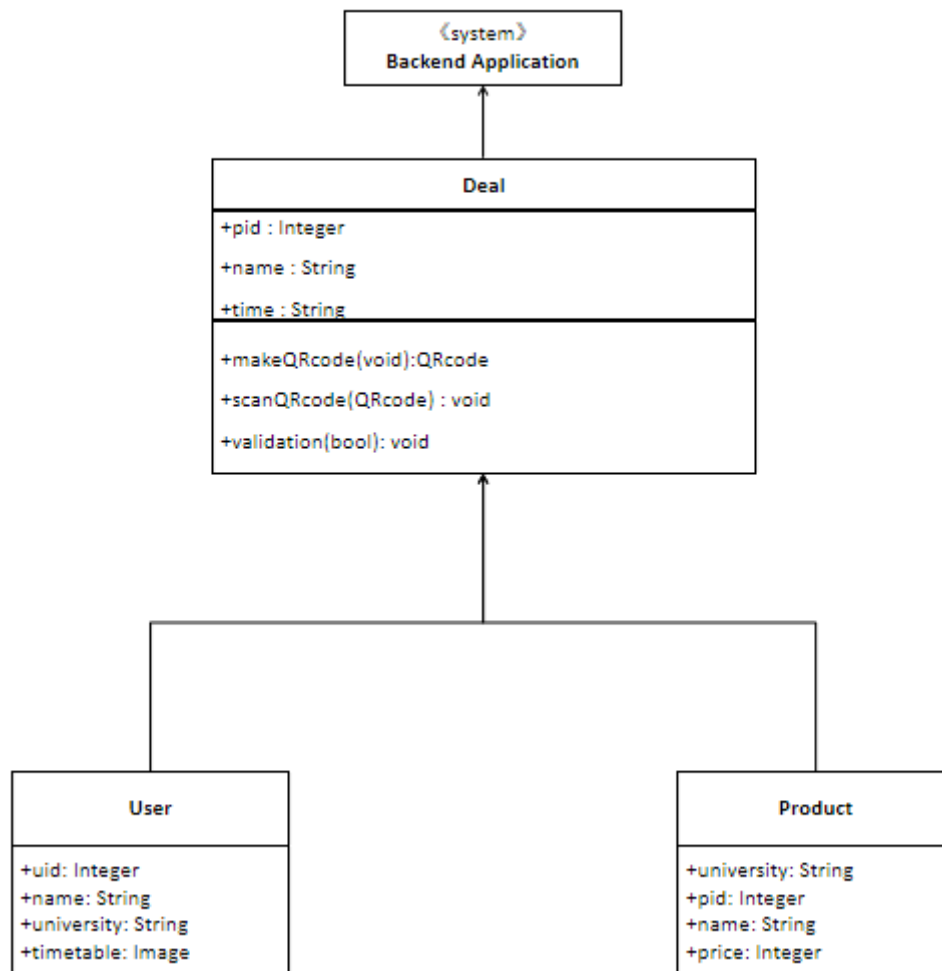 《system》
Backend Application
Deal
+pid : Integer
+name : String
+time : String
+makeQRcode(void):QRcode
+scanQRcode(QRcode) : void
+validation(bool): void
User
+uid: Integer
+name: String
+university: String
+timetable: Image
Product
+university: String
+pid: Integer
+name: String
+price: Integer